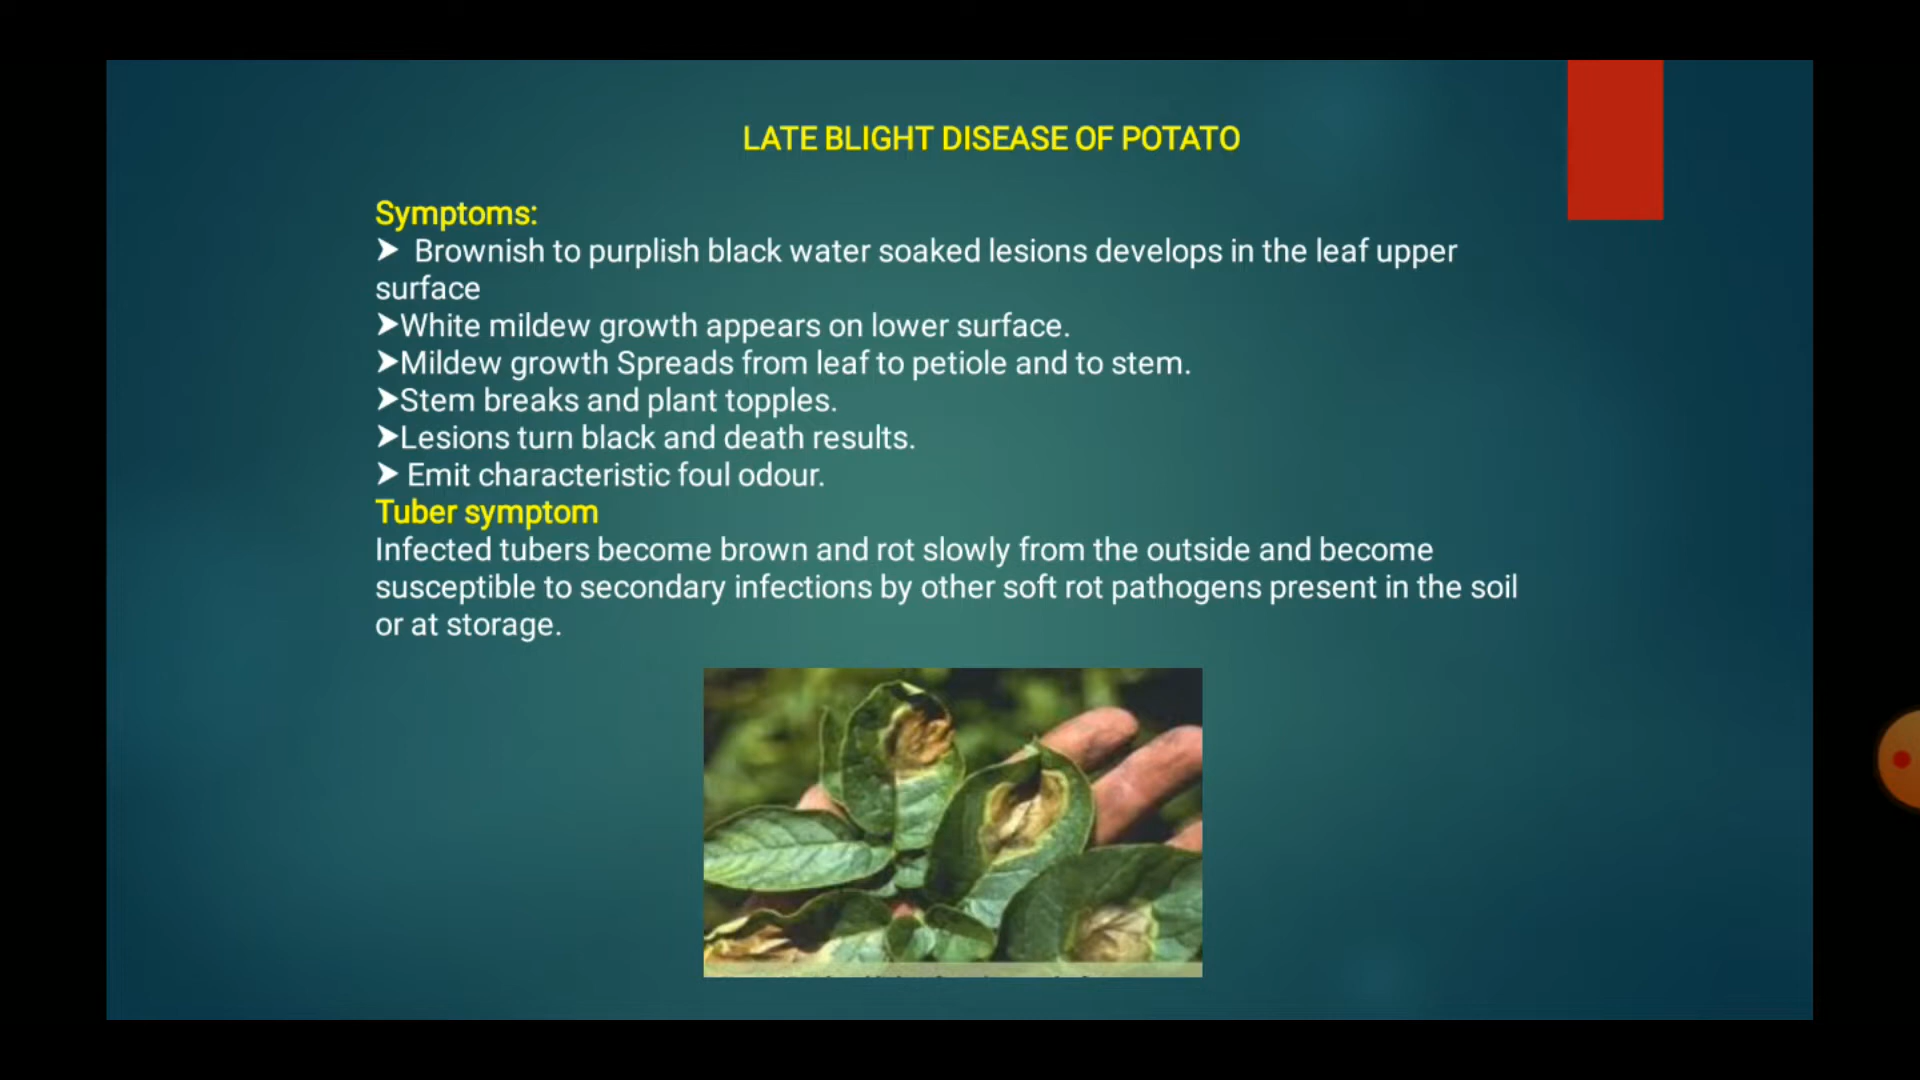 LATE BLIGHT DISEASE OF POTATO
Symptoms:
➤ Brownish to purplish black water soaked lesions develops in the leaf upper
surface
➤White mildew growth appears on lower surface.
➤Mildew growth Spreads from leaf to petiole and to stem.
➤Stem breaks and plant topples.
➤Lesions turn black and death results.
➤ Emit characteristic foul odour.
Tuber symptom
Infected tubers become brown and rot slowly from the outside and become
susceptible to secondary infections by other soft rot pathogens present in the soil
or at storage.